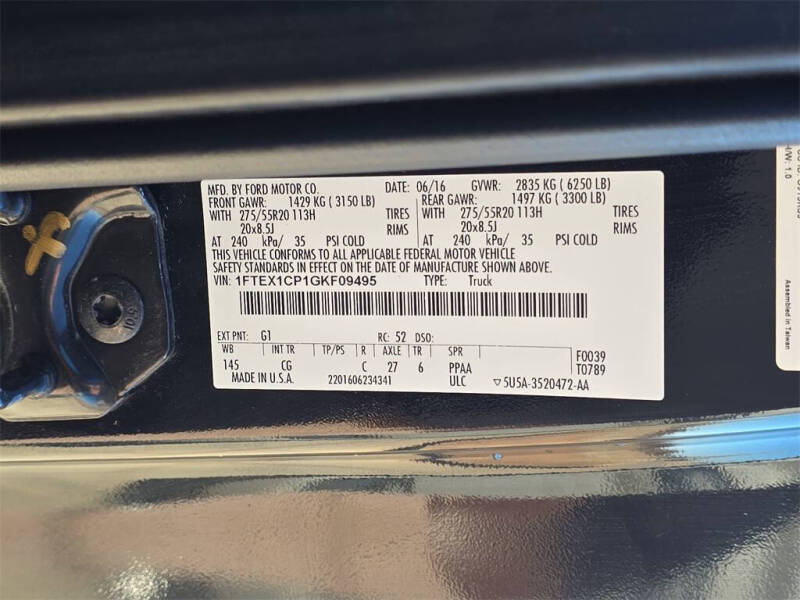 MFD. BY FORD MOTOR CO. DATE: 06/16 GVWR: 2835 KG ( 6250 LB)
FRONT GAWR: 1429 KG ( 3150 LB) REAR GAWR: 1497 KG ( 3300 LB)
WITH 275/55R20 113H TIRES WITH 275/55R20 113H TIRES
20x8.5J RIMS 20x8.5J RIMS
AT 240 kPa/ 35 PSI COLD AT 240 kPa/ 35 PSI COLD
THIS VEHICLE CONFORMS TO ALL APPLICABLE FEDERAL MOTOR VEHICLE
SAFETY STANDARDS IN EFFECT ON THE DATE OF MANUFACTURE SHOWN ABOVE.
VIN: 1FTEX1CP1GKF09495 TYPE: Truck
EXT PNT: G1 RC: 52 DSO:
WB INT TR TP/PS R AXLE TR SPR F0039
145 CG C 27 6 PPAA T0789
MADE IN U.S.A. 2201606234341 ULC ▽5U5A-3520472-AA
H/W: 1.0
Assembled in Taiwan